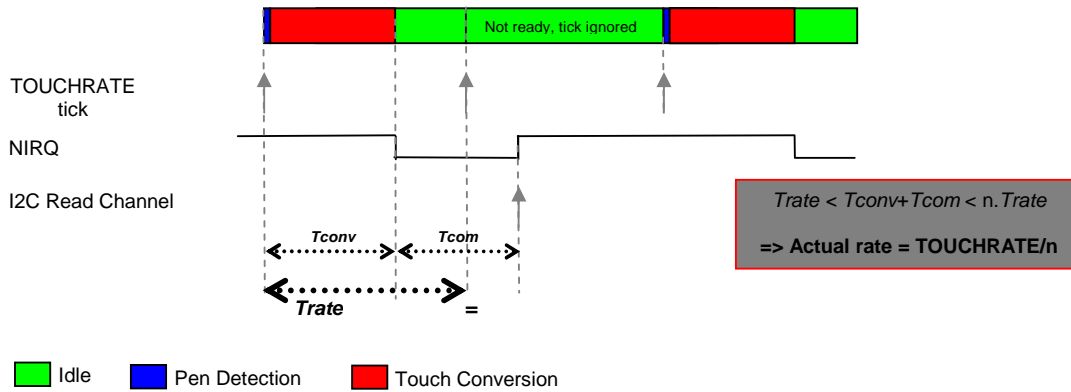 Not ready, tick ignored
TOUCHRATE
tick
NIRQ
I2C Read Channel
Trate < Tconv+Tcom < n.Trate
=> Actual rate = TOUCHRATE/n
Tconv
Tcom
Trate
=
Idle
Pen Detection
Touch Conversion